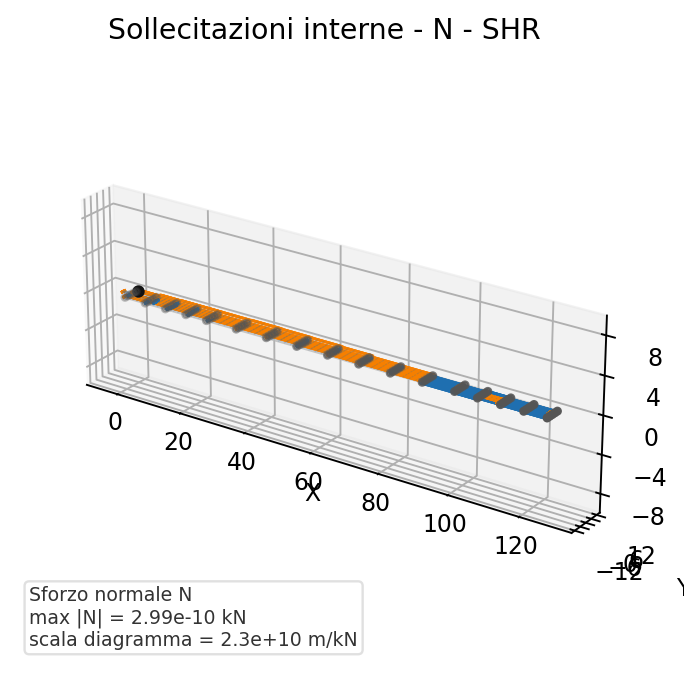 Sollecitazioni interne - N - SHR
8
4
0
−4
−8
0
20
40
60
80
100
120
X
12
−12
Sforzo normale N
max |N| = 2.99e-10 kN
scala diagramma = 2.3e+10 m/kN